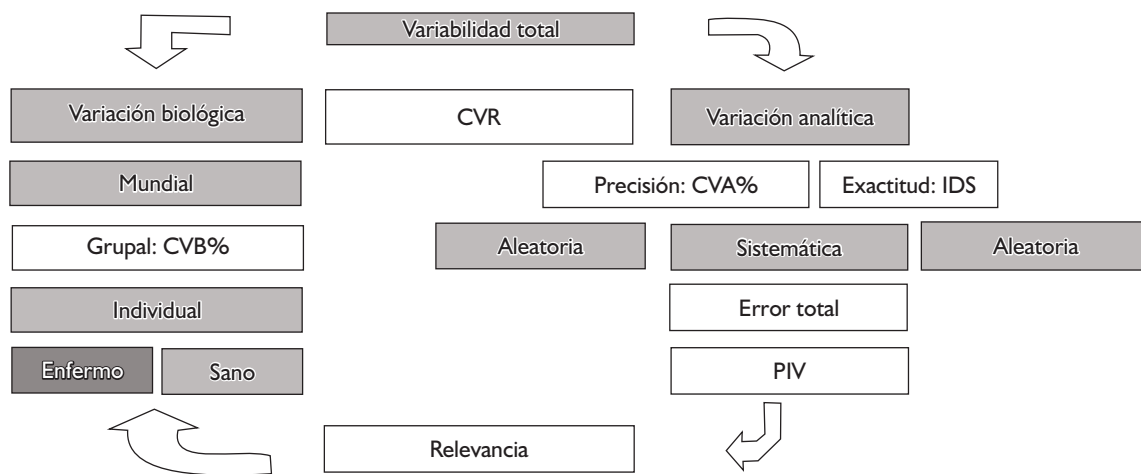 Variabilidad total
Variación biológica
CVR
Variación analítica
Mundial
Precisión: CVA%
Exactitud: IDS
Grupal: CVB%
Aleatoria
Sistemática
Aleatoria
Individual
Error total
Enfermo
Sano
PIV
Relevancia